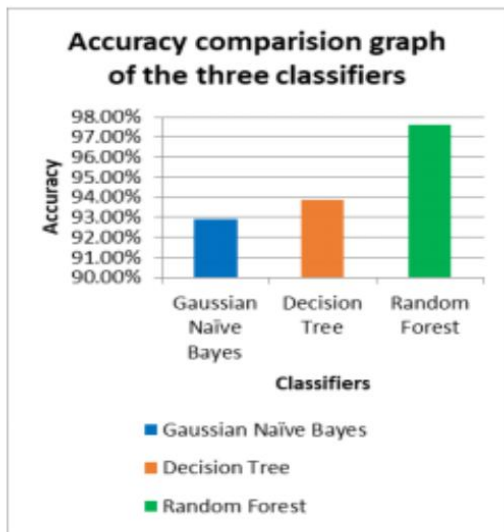 Accuracy comparision graph
of the three classifiers
98.00%
97.00%
96.00%
95.00%
94.00%
93.00%
92.00%
91.00%
90.00%
Accuracy
Gaussian
Naïve
Bayes
Decision
Tree
Random
Forest
Classifiers
Gaussian Naïve Bayes
Decision Tree
Random Forest